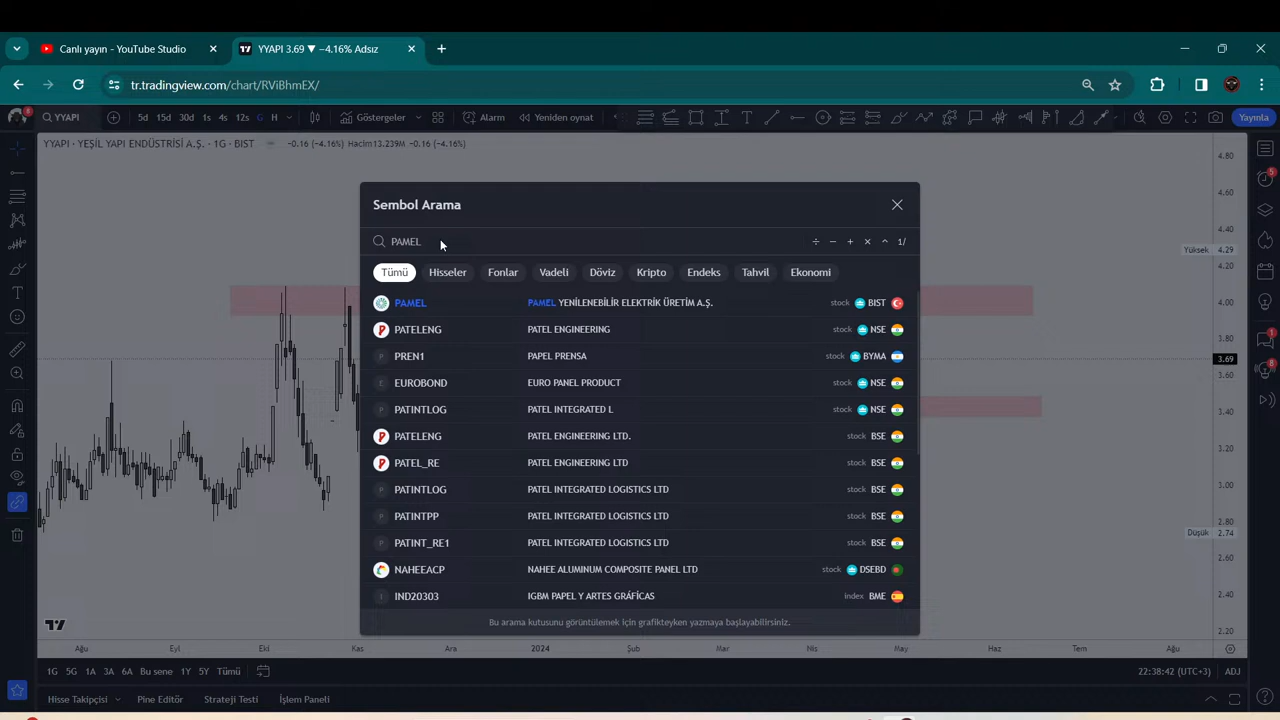 Canlı yayın - YouTube Studio
YYAPI 3.69 ▼ −4.16% Adsız
tr.tradingview.com/chart/RViBhmEX/
YYAPI 5d 15d 30d 1s 4s 12s G H Göstergeler Alarm Yeniden oynat Yayınla
YYAPI · YEŞİL YAPI ENDÜSTRİSİ A.Ş. · 1G · BIST −0.16 (−4.16%) Hacim13.239M −0.16 (−4.16%)
4.80
4.60
4.40
Yüksek 4.29
4.20
4.00
3.69
3.60
3.40
3.20
3.00
2.80
Düşük 2.74
2.60
2.40
2.20
Sembol Arama
PAMEL ÷ − + × ^ 1/
Tümü Hisseler Fonlar Vadeli Döviz Kripto Endeks Tahvil Ekonomi
PAMEL PAMEL YENİLENEBİLİR ELEKTRİK ÜRETİM A.Ş. stock BIST
PATELENG PATEL ENGINEERING stock NSE
PREN1 PAPEL PRENSA stock BYMA
EUROBOND EURO PANEL PRODUCT stock NSE
PATINTLOG PATEL INTEGRATED L stock NSE
PATELENG PATEL ENGINEERING LTD. stock BSE
PATEL_RE PATEL ENGINEERING LTD stock BSE
PATINTLOG PATEL INTEGRATED LOGISTICS LTD stock BSE
PATINTPP PATEL INTEGRATED LOGISTICS LTD stock BSE
PATINT_RE1 PATEL INTEGRATED LOGISTICS LTD stock BSE
NAHEEACP NAHEE ALUMINUM COMPOSITE PANEL LTD stock DSEBD
IND20303 IGBM PAPEL Y ARTES GRÁFICAS index BME
Bu arama kutusunu görüntülemek için grafikteyken yazmaya başlayabilirsiniz.
Ağu Eyl Eki Kas Ara 2024 Şub Mar Nis May Haz Tem Ağu
1G 5G 1A 3A 6A Bu sene 1Y 5Y Tümü 22:38:42 (UTC+3) ADJ
Hisse Takipçisi Pine Editör Strateji Testi İşlem Paneli